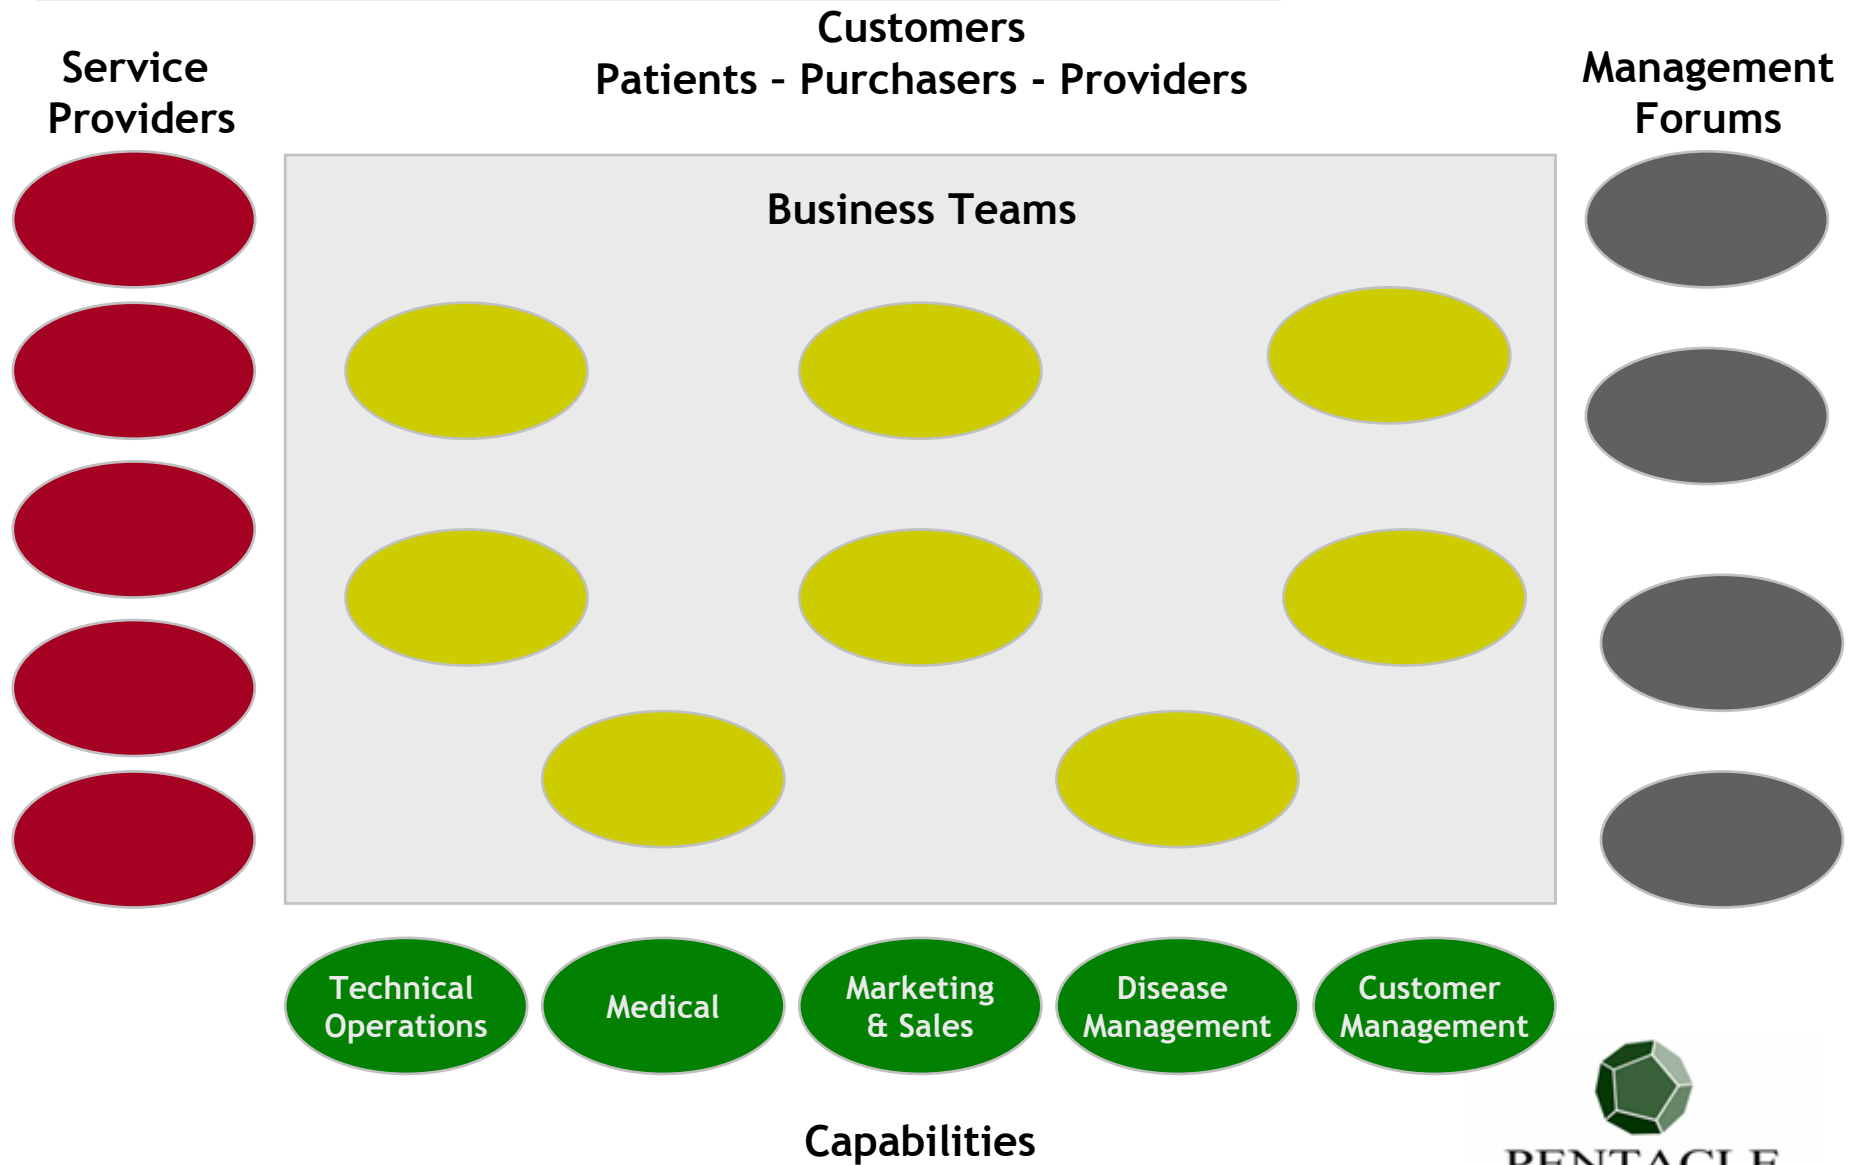 Customers
Patients – Purchasers - Providers
Service
Providers
Management
Forums
Business Teams
Technical
Operations
Medical
Marketing
& Sales
Disease
Management
Customer
Management
Capabilities
PENTACLE